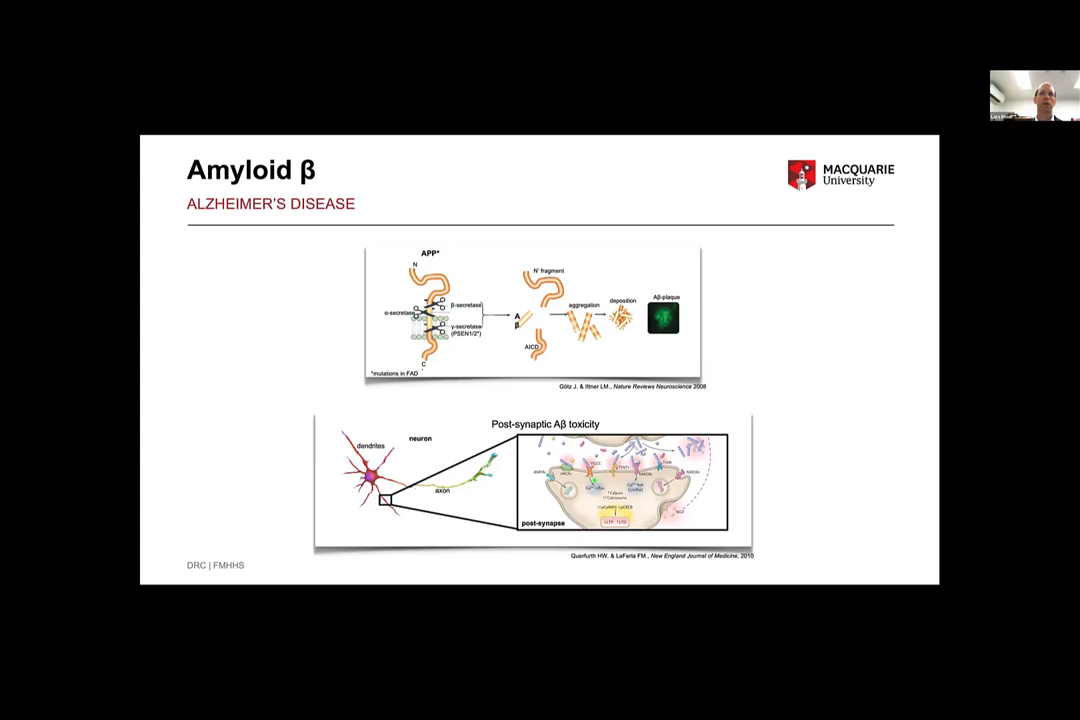 Amyloid β
ALZHEIMER'S DISEASE
MACQUARIE
University
APP*
N
α-secretase
β-secretase
γ-secretase
(PSEN1/2*)
C
*mutations in FAD
N' fragment
A
β
AICD
aggregation
deposition
Aβ-plaque
Götz J. & Ittner LM., Nature Reviews Neuroscience 2008
Post-synaptic Aβ toxicity
dendrites
neuron
axon
post-synapse
Querfurth HW. & LaFerla FM., New England Journal of Medicine, 2010
DRC | FMHHS